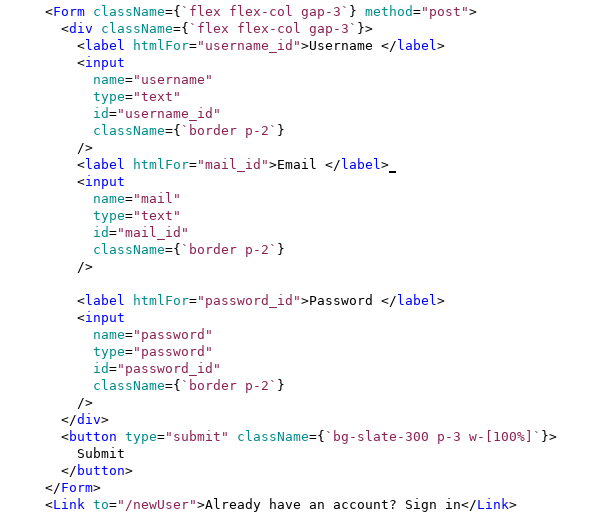 <Form className={`flex flex-col gap-3`} method="post">
  <div className={`flex flex-col gap-3`}>
    <label htmlFor="username_id">Username </label>
    <input
      name="username"
      type="text"
      id="username_id"
      className={`border p-2`}
    />
    <label htmlFor="mail_id">Email </label>
    <input
      name="mail"
      type="text"
      id="mail_id"
      className={`border p-2`}
    />

    <label htmlFor="password_id">Password </label>
    <input
      name="password"
      type="password"
      id="password_id"
      className={`border p-2`}
    />
  </div>
  <button type="submit" className={`bg-slate-300 p-3 w-[100%]`}>
    Submit
  </button>
</Form>
<Link to="/newUser">Already have an account? Sign in</Link>